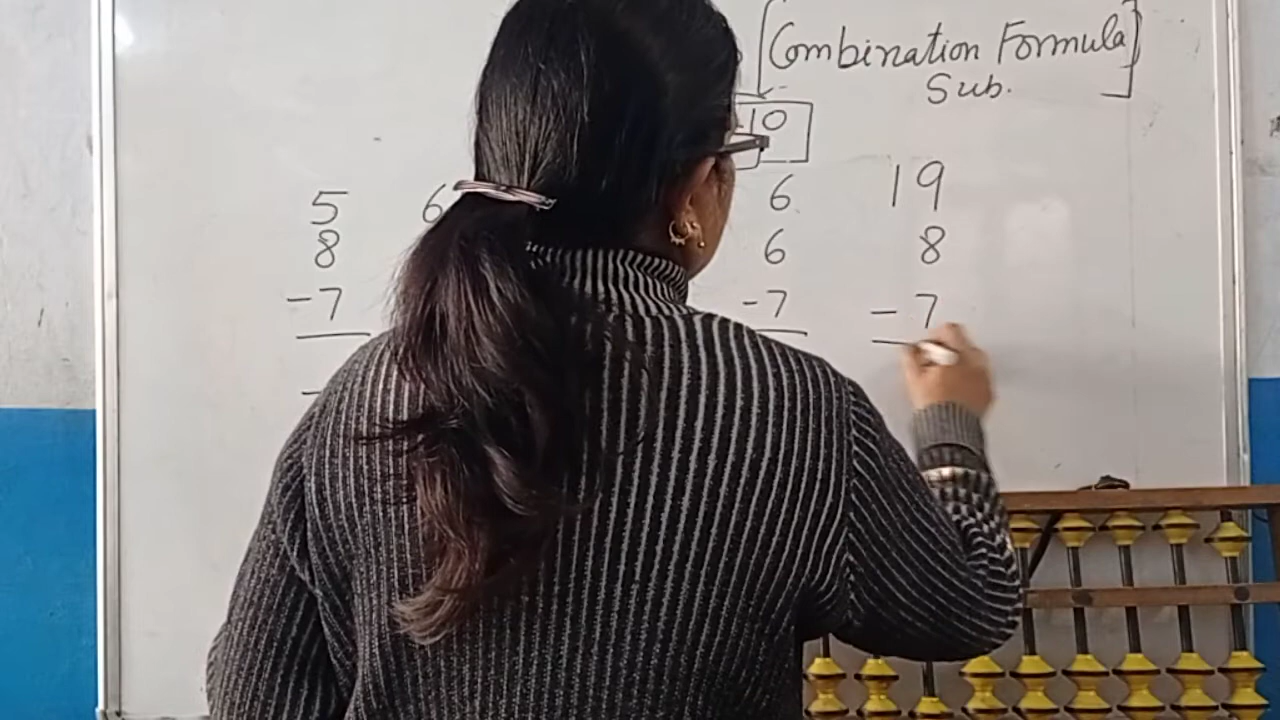 [Combination Formula]
Sub.
10
5 6 6 19
8 6 8
-7 -7 -7